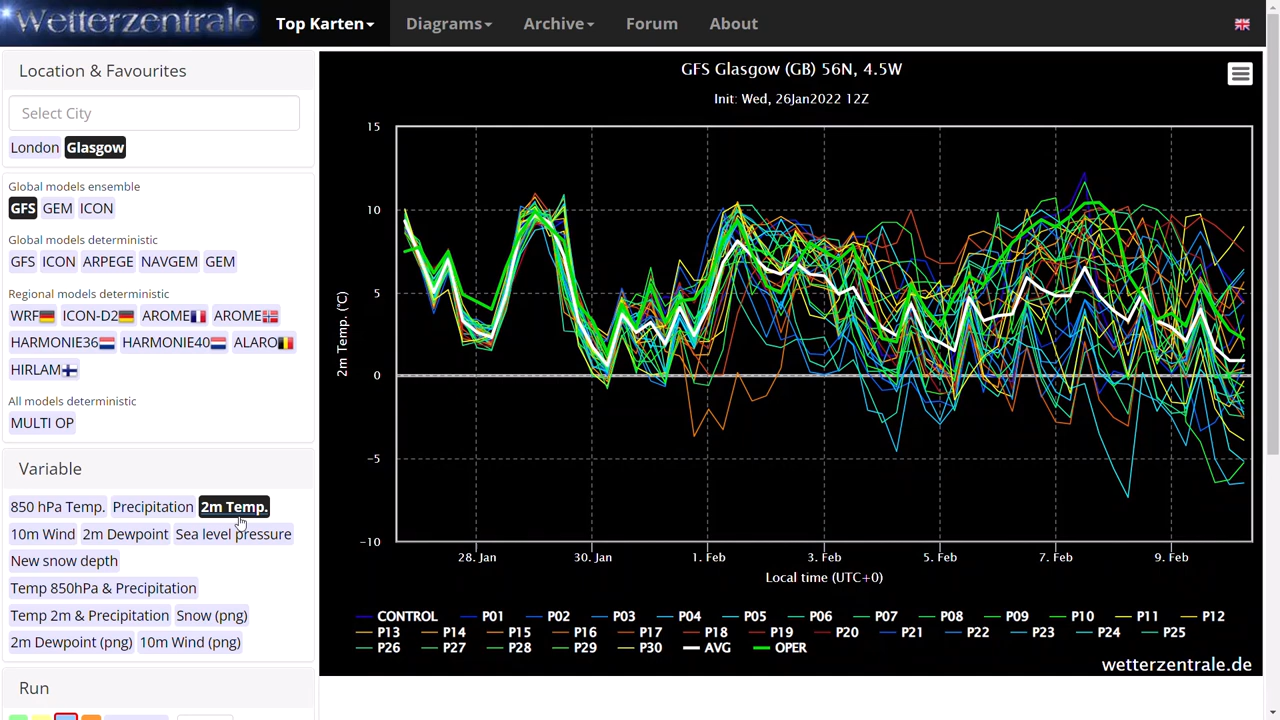 Wetterzentrale
Top Karten
Diagrams
Archive
Forum
About
Location & Favourites
Select City
London Glasgow
Global models ensemble
GFS GEM ICON
Global models deterministic
GFS ICON ARPEGE NAVGEM GEM
Regional models deterministic
WRF ICON-D2 AROME AROME
HARMONIE36 HARMONIE40 ALARO
HIRLAM
All models deterministic
MULTI OP
Variable
850 hPa Temp. Precipitation 2m Temp.
10m Wind 2m Dewpoint Sea level pressure
New snow depth
Temp 850hPa & Precipitation
Temp 2m & Precipitation Snow (png)
2m Dewpoint (png) 10m Wind (png)
Run
GFS Glasgow (GB) 56N, 4.5W
Init: Wed, 26Jan2022 12Z
2m Temp. (°C)
15
10
5
0
-5
-10
28. Jan 30. Jan 1. Feb 3. Feb 5. Feb 7. Feb 9. Feb
Local time (UTC+0)
CONTROL P01 P02 P03 P04 P05 P06 P07 P08 P09 P10 P11 P12
P13 P14 P15 P16 P17 P18 P19 P20 P21 P22 P23 P24 P25
P26 P27 P28 P29 P30 AVG OPER
wetterzentrale.de